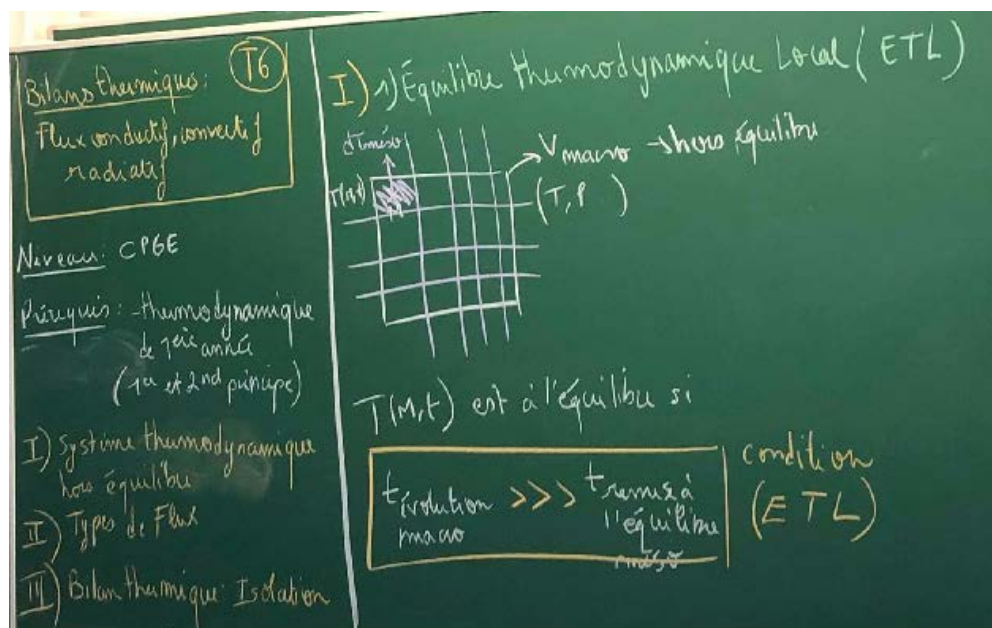 Bilans thermiques:
T6
Flux conductif, convectif
radiatif
Niveau: CPGE
Prérequis: - thermodynamique
de 1ère année
(1er et 2nd principe)
I) Système thermodynamique
hors équilibre
II) Types de Flux
III) Bilan thermique: Isolation
I) 1) Équilibre thermodynamique Local (ETL)
Vmacro → hors équilibre
(T, P )
T(M,t)
T(M,t) est à l'équilibre si
tévolution macro >>> tremise à
l'équilibre
méso
condition
(ETL)